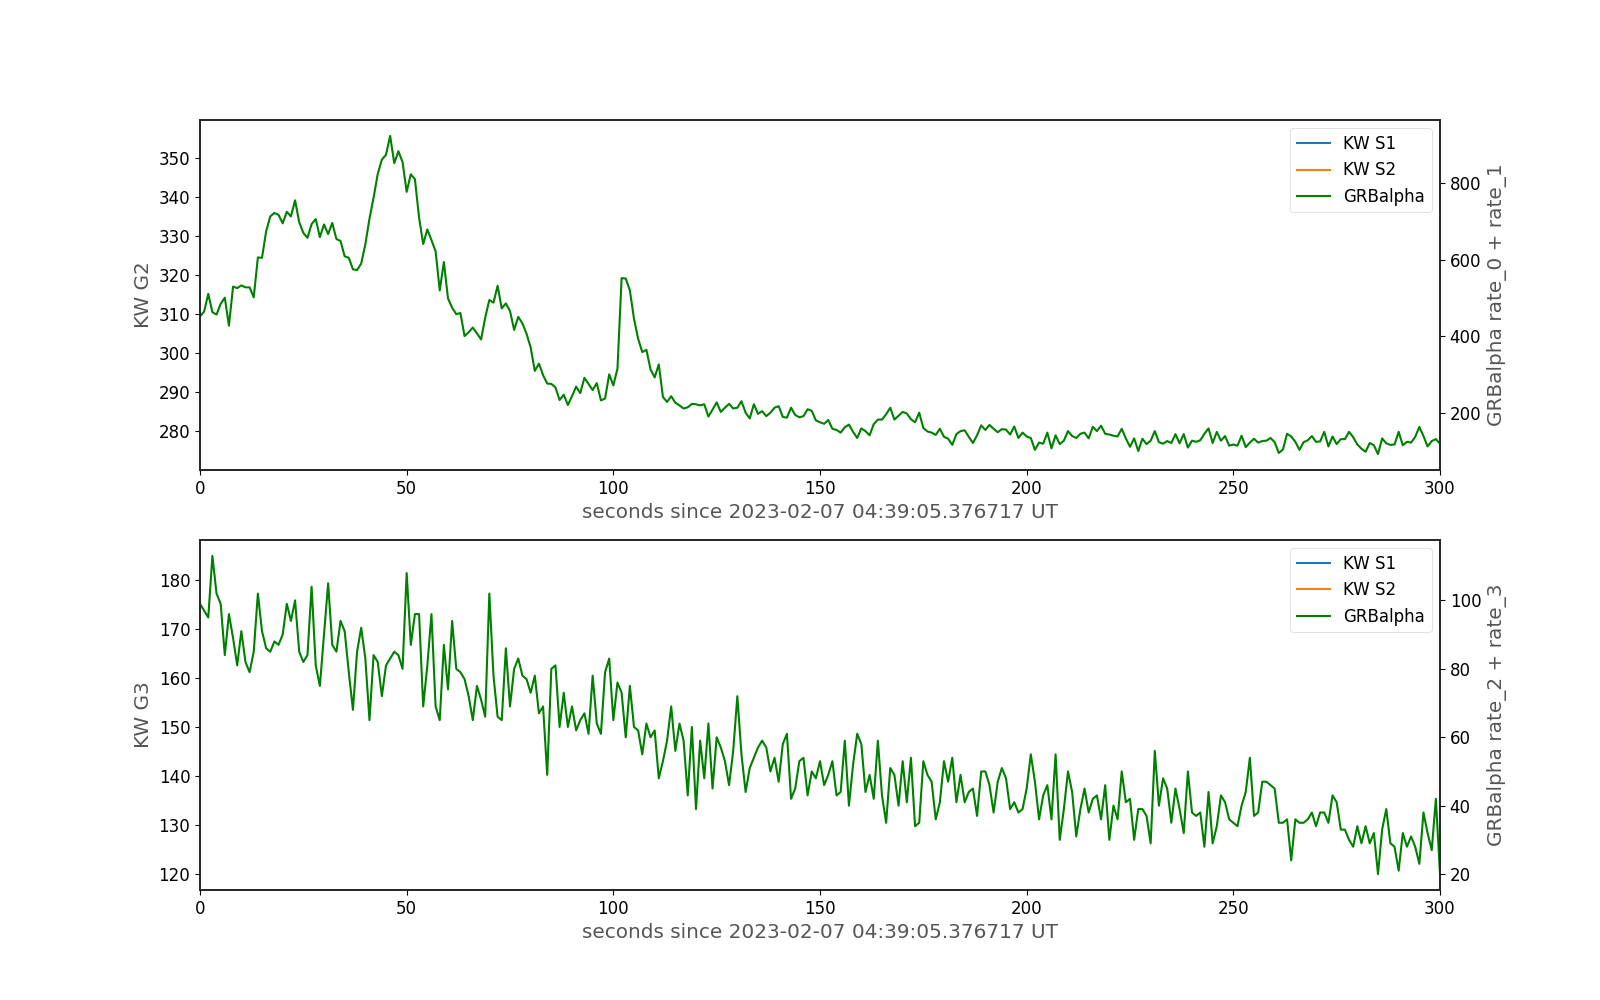 350
340
330
320
310
300
290
280
KW G2
KW S1
KW S2
GRBalpha
800
600
400
200
GRBalpha rate_0 + rate_1
0 50 100 150 200 250 300
seconds since 2023-02-07 04:39:05.376717 UT
180
170
160
150
140
130
120
KW G3
KW S1
KW S2
GRBalpha
100
80
60
40
20
GRBalpha rate_2 + rate_3
0 50 100 150 200 250 300
seconds since 2023-02-07 04:39:05.376717 UT